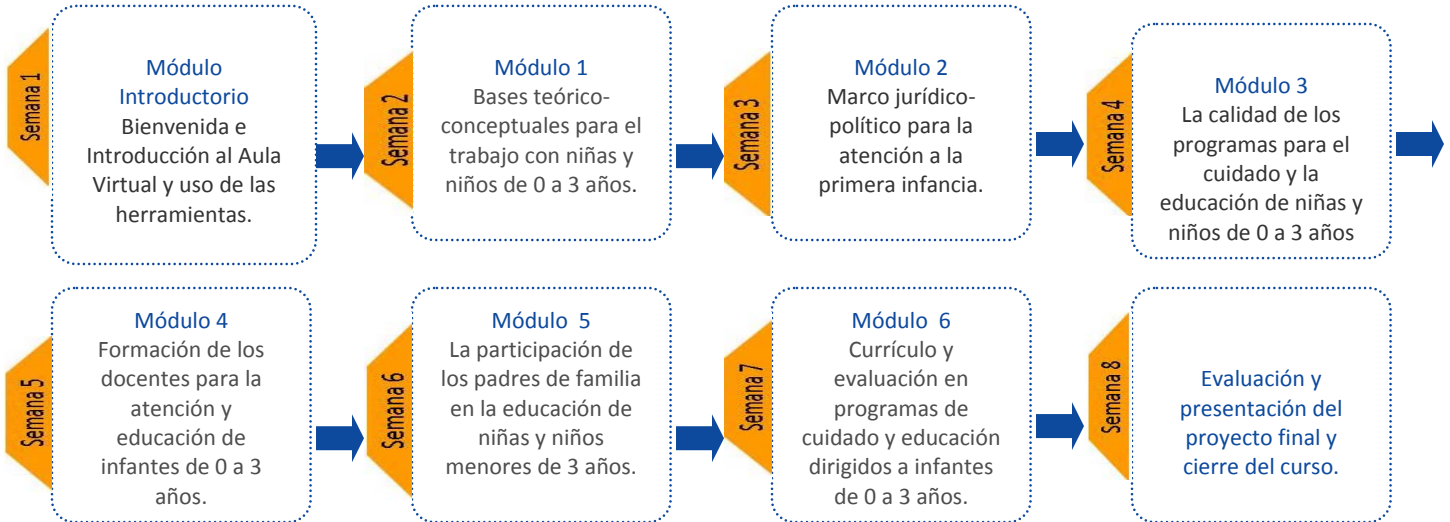 Semana 1
Módulo
Introductorio
Bienvenida e
Introducción al Aula
Virtual y uso de las
herramientas.
Semana 2
Módulo 1
Bases teórico-
conceptuales para el
trabajo con niñas y
niños de 0 a 3 años.
Semana 3
Módulo 2
Marco jurídico-
político para la
atención a la
primera infancia.
Semana 4
Módulo 3
La calidad de los
programas para el
cuidado y la
educación de niñas y
niños de 0 a 3 años
Semana 5
Módulo 4
Formación de los
docentes para la
atención y
educación de
infantes de 0 a 3
años.
Semana 6
Módulo 5
La participación de
los padres de familia
en la educación de
niñas y niños
menores de 3 años.
Semana 7
Módulo 6
Currículo y
evaluación en
programas de
cuidado y educación
dirigidos a infantes
de 0 a 3 años.
Semana 8
Evaluación y
presentación del
proyecto final y
cierre del curso.